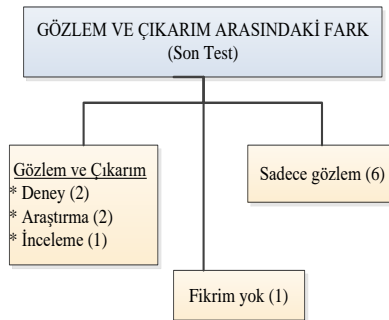 GÖZLEM VE ÇIKARIM ARASINDAKİ FARK
(Son Test)
Gözlem ve Çıkarım
* Deney (2)
* Araştırma (2)
* İnceleme (1)
Sadece gözlem (6)
Fikrim yok (1)